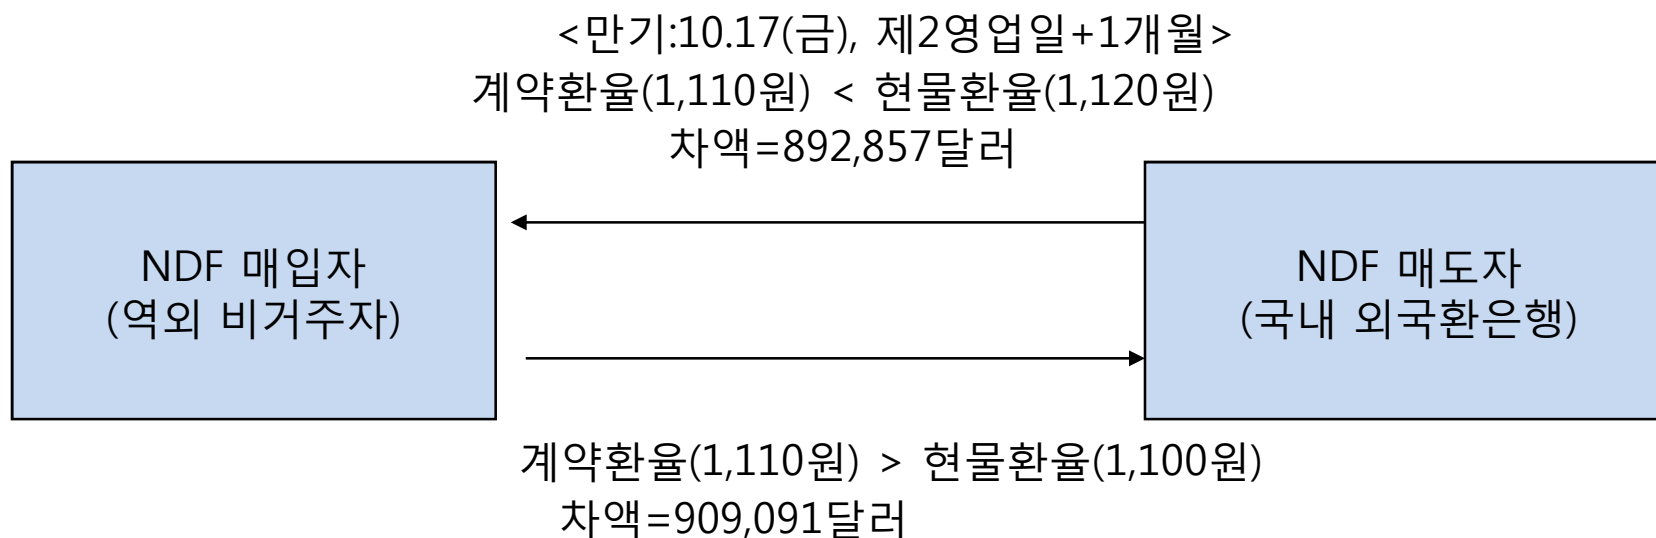 <만기:10.17(금), 제2영업일+1개월>
계약환율(1,110원) < 현물환율(1,120원)
차액=892,857달러
NDF 매입자
(역외 비거주자)
NDF 매도자
(국내 외국환은행)
계약환율(1,110원) > 현물환율(1,100원)
차액=909,091달러